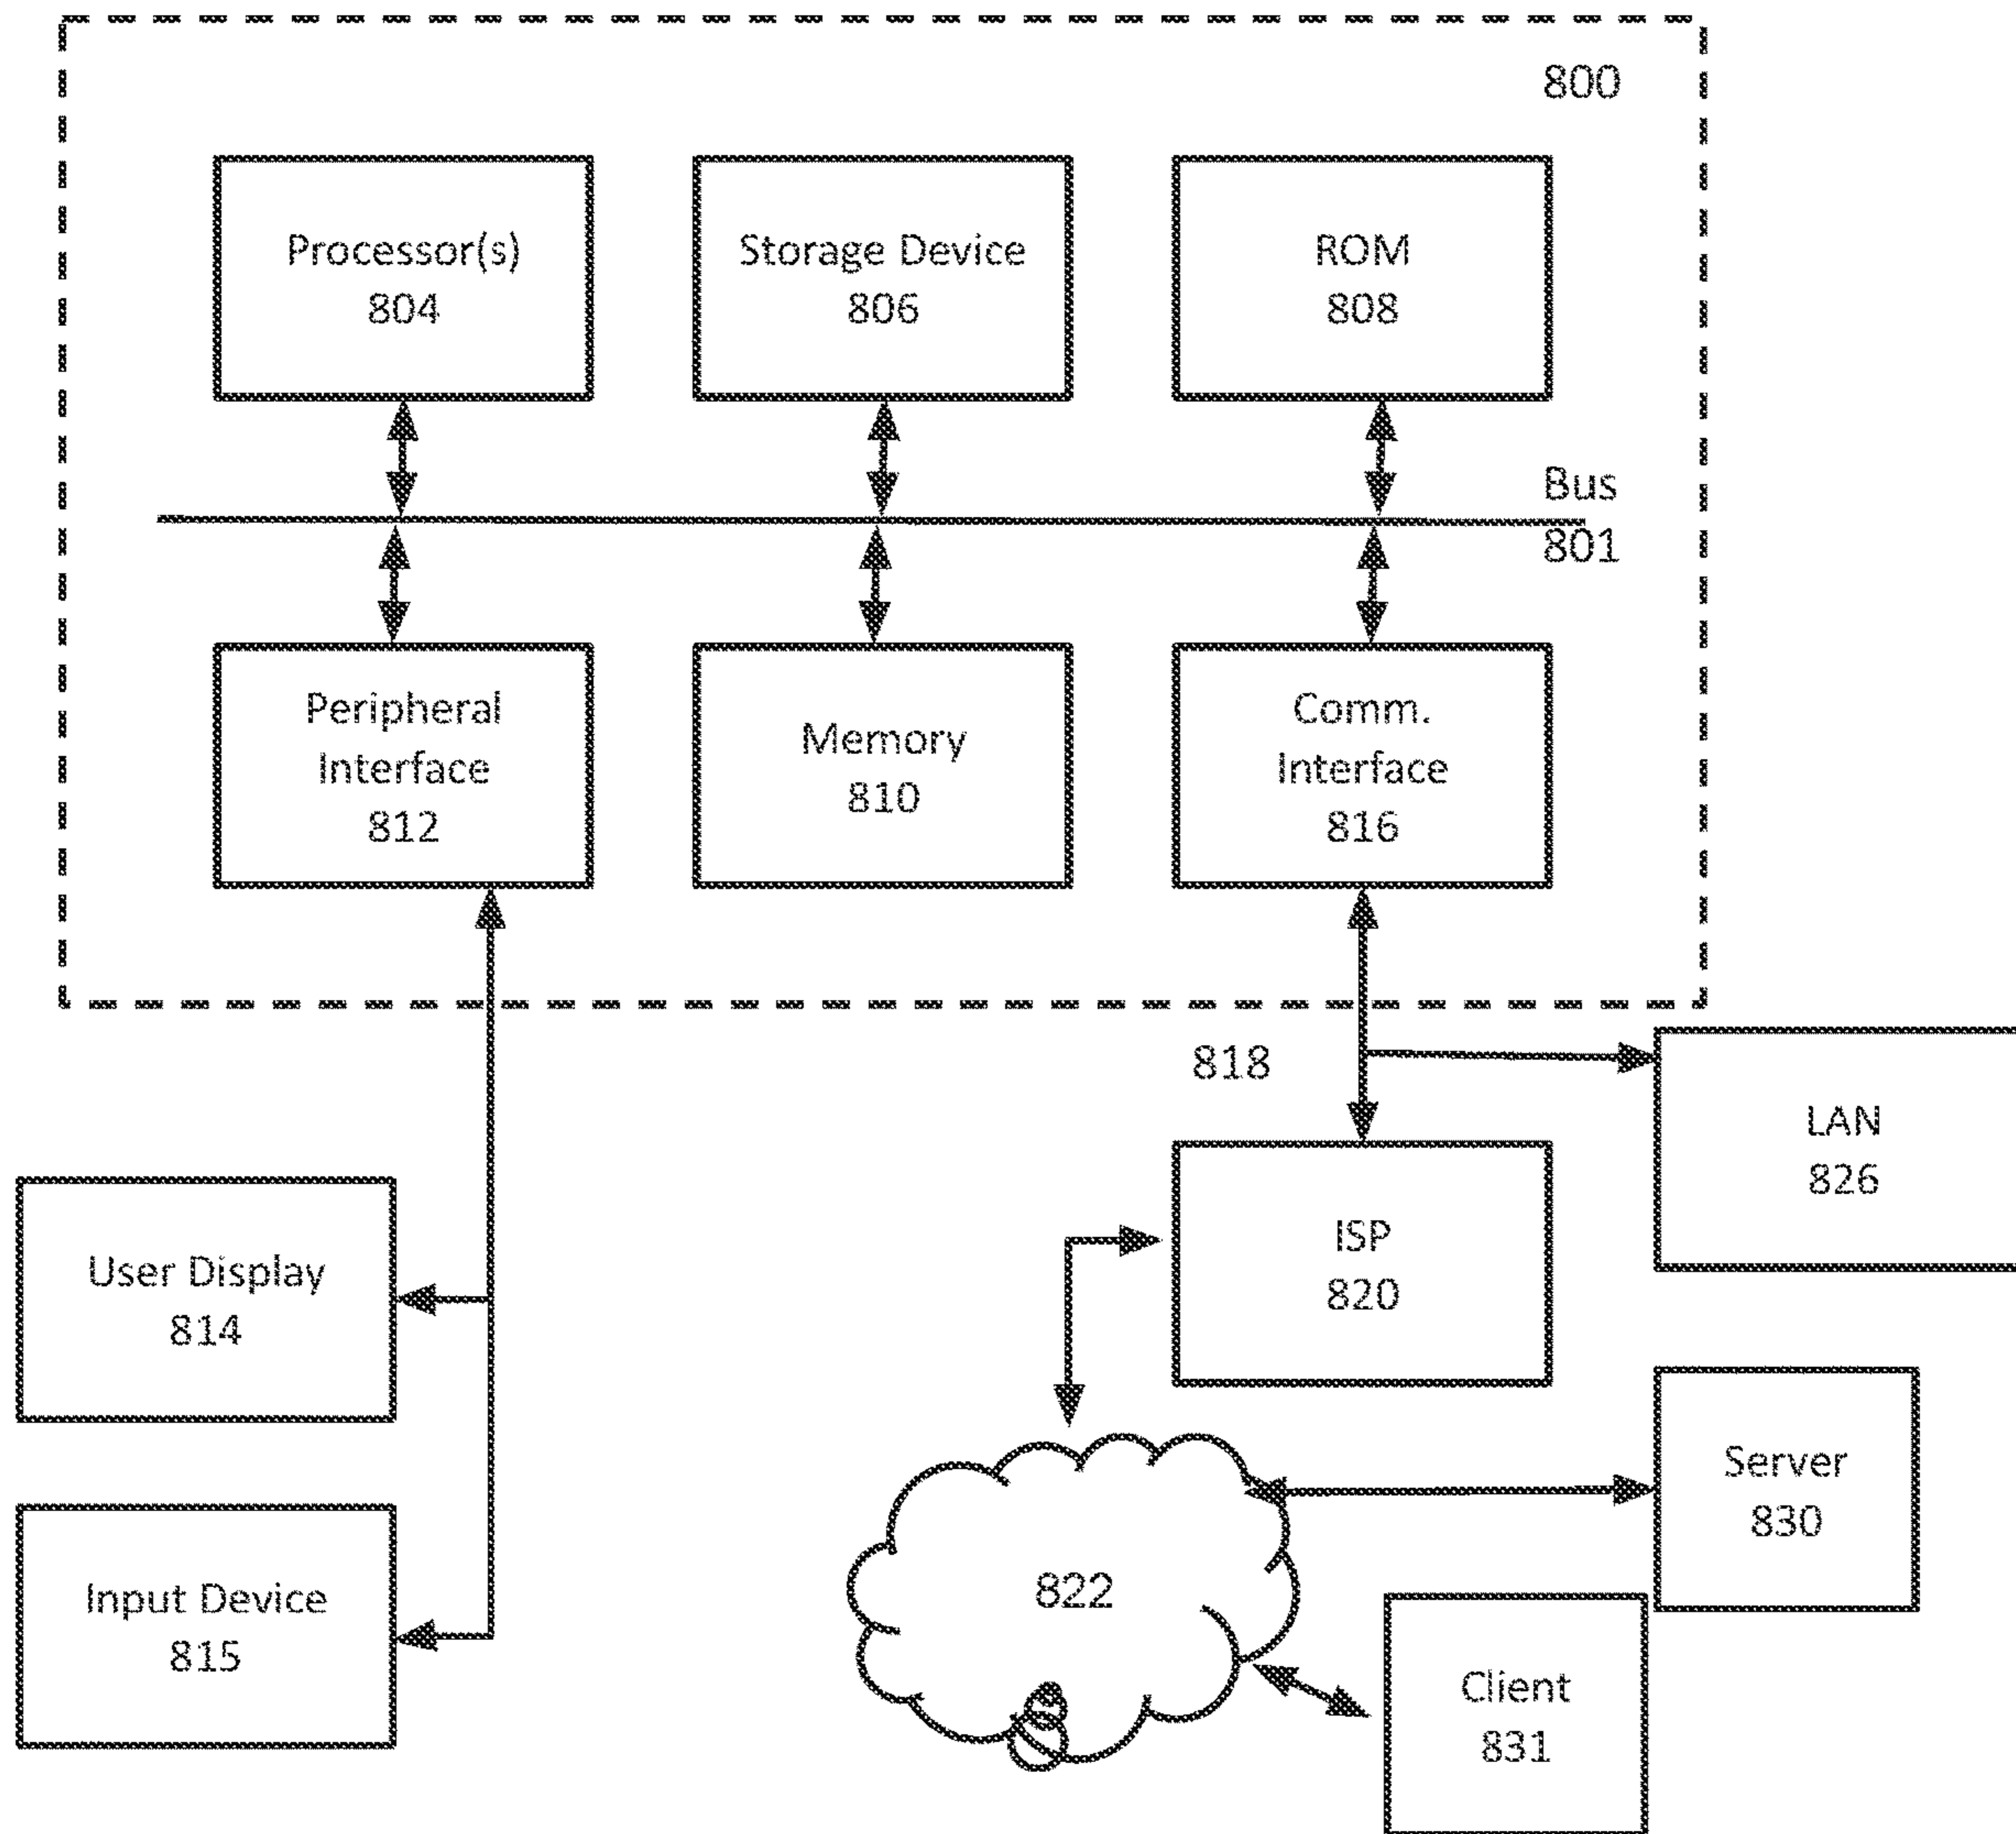 800
Processor(s)
804
Storage Device
806
ROM
808
Bus
801
Peripheral
Interface
812
Memory
810
Comm.
Interface
816
818
LAN
826
User Display
814
ISP
820
Server
830
Input Device
815
822
Client
831